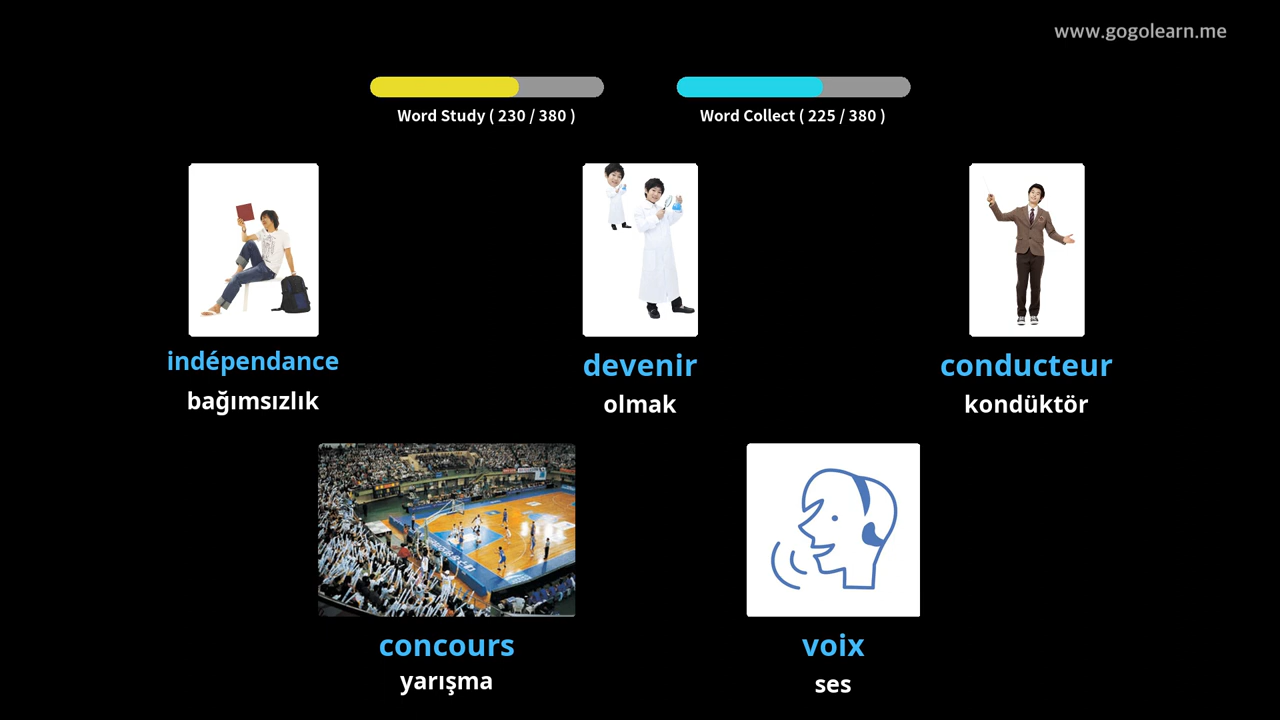 www.gogolearn.me
Word Study ( 230 / 380 )
Word Collect ( 225 / 380 )
indépendance
bağımsızlık
devenir
olmak
conducteur
kondüktör
concours
yarışma
voix
ses